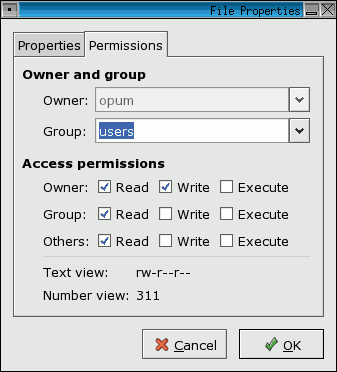 File Properties
Properties Permissions
Owner and group
Owner: opum
Group: users
Access permissions
Owner: Read Write Execute
Group: Read Write Execute
Others: Read Write Execute
Text view: rw-r--r--
Number view: 311
Cancel OK